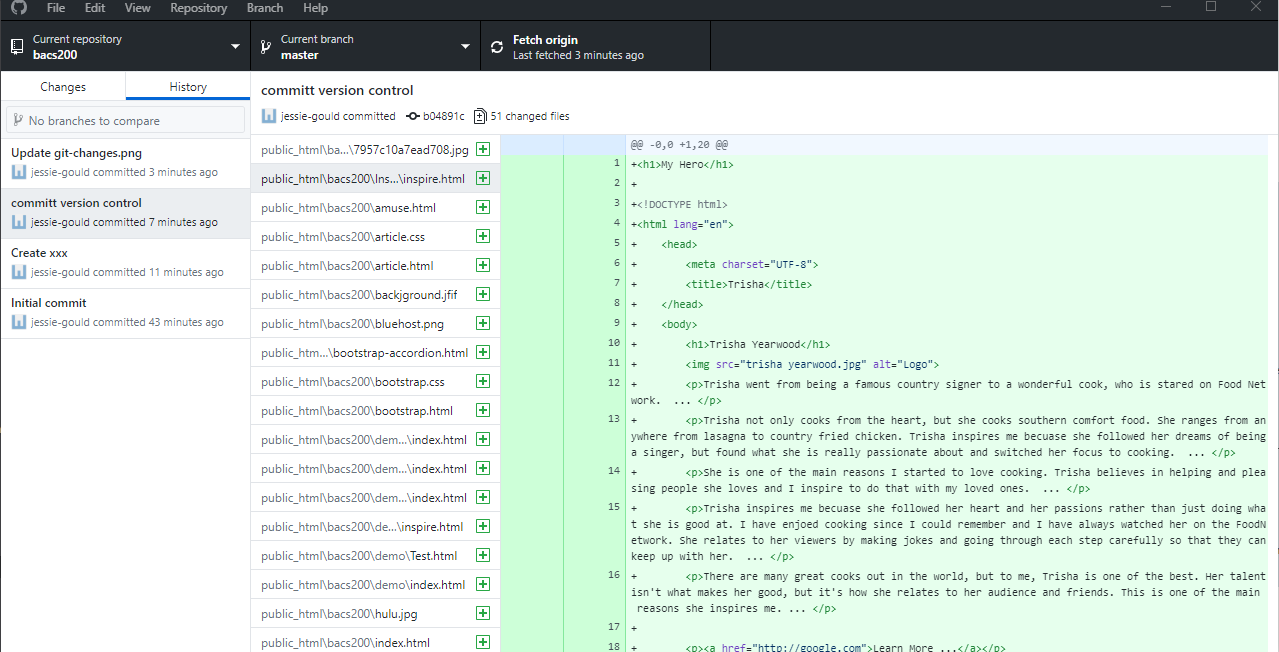 File Edit View Repository Branch Help
Current repository
bacs200
Current branch
master
Fetch origin
Last fetched 3 minutes ago
Changes
History
No branches to compare
Update git-changes.png
jessie-gould committed 3 minutes ago
committ version control
jessie-gould committed 7 minutes ago
Create xxx
jessie-gould committed 11 minutes ago
Initial commit
jessie-gould committed 43 minutes ago
committ version control
jessie-gould committed b04891c 51 changed files
public_html\ba...\7957c10a7ead708.jpg
public_html\bacs200\Ins...\inspire.html
public_html\bacs200\amuse.html
public_html\bacs200\article.css
public_html\bacs200\article.html
public_html\bacs200\backjground.jfif
public_html\bacs200\bluehost.png
public_htm...\bootstrap-accordion.html
public_html\bacs200\bootstrap.css
public_html\bacs200\bootstrap.html
public_html\bacs200\dem...\index.html
public_html\bacs200\dem...\index.html
public_html\bacs200\dem...\index.html
public_html\bacs200\de...\inspire.html
public_html\bacs200\demo\Test.html
public_html\bacs200\demo\index.html
public_html\bacs200\hulu.jpg
public_html\bacs200\index.html
@@ -0,0 +1,20 @@
1 +<h1>My Hero</h1>
2 +
3 +<!DOCTYPE html>
4 +<html lang="en">
5 + <head>
6 + <meta charset="UTF-8">
7 + <title>Trisha</title>
8 + </head>
9 + <body>
10 + <h1>Trisha Yearwood</h1>
11 + <img src="trisha yearwood.jpg" alt="Logo">
12 + <p>Trisha went from being a famous country signer to a wonderful cook, who is stared on Food Net
work. ... </p>
13 + <p>Trisha not only cooks from the heart, but she cooks southern comfort food. She ranges from an
ywhere from lasagna to country fried chicken. Trisha inspires me becuase she followed her dreams of being
a singer, but found what she is really passionate about and switched her focus to cooking. ... </p>
14 + <p>She is one of the main reasons I started to love cooking. Trisha believes in helping and plea
sing people she loves and I inspire to do that with my loved ones. ... </p>
15 + <p>Trisha inspires me becuase she followed her heart and her passions rather than just doing wha
t she is good at. I have enjoed cooking since I could remember and I have always watched her on the FoodN
etwork. She relates to her viewers by making jokes and going through each step carefully so that they can
keep up with her. ... </p>
16 + <p>There are many great cooks out in the world, but to me, Trisha is one of the best. Her talent
isn't what makes her good, but it's how she relates to her audience and friends. This is one of the main
reasons she inspires me. ... </p>
17 +
18 + <p><a href="http://google.com">Learn More ...</a></p>